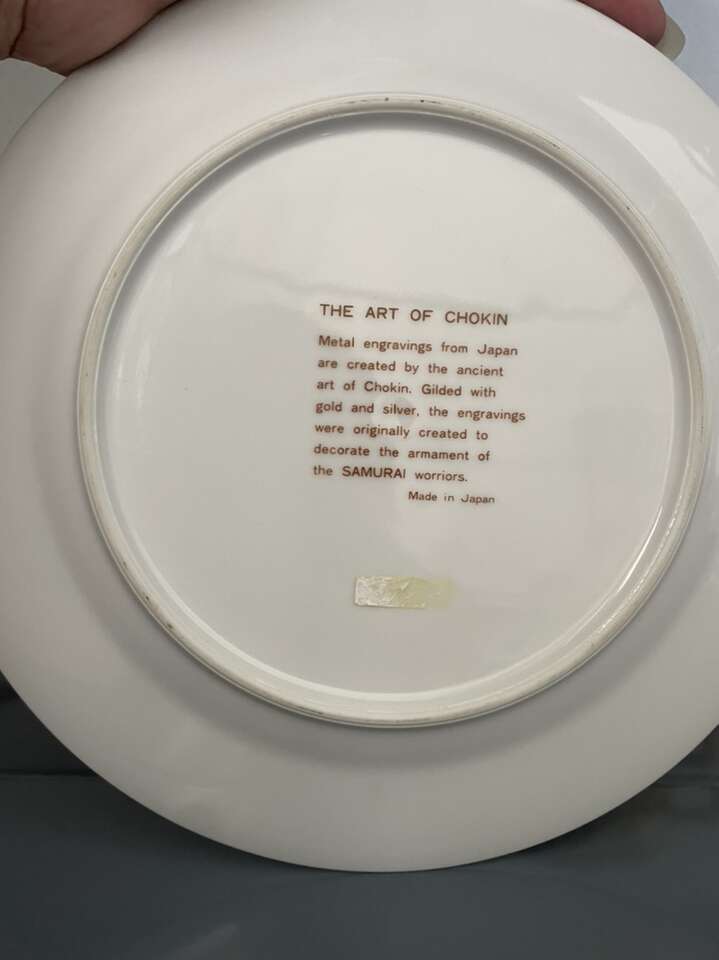 THE ART OF CHOKIN
Metal engravings from Japan
are created by the ancient
art of Chokin. Gilded with
gold and silver, the engravings
were originally created to
decorate the armament of
the SAMURAI worriors.
Made in Japan